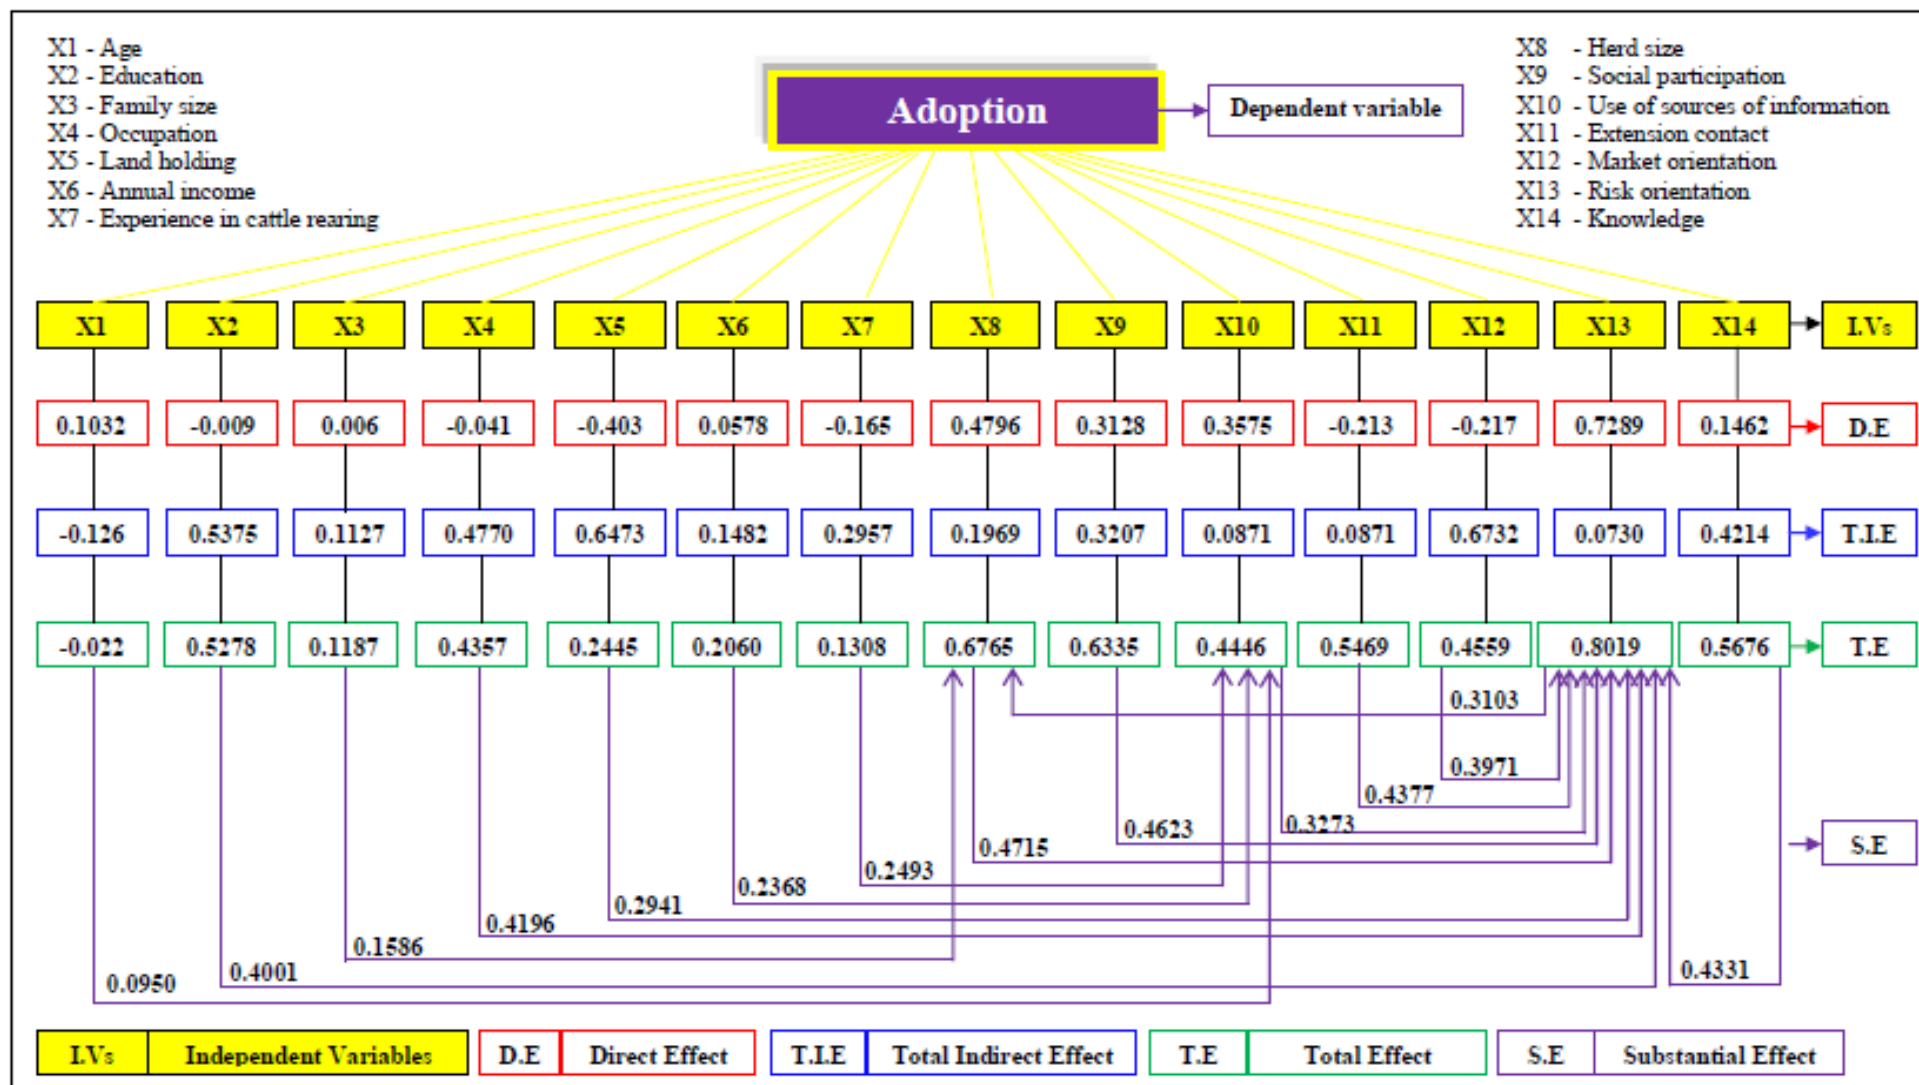 X1 - Age
X2 - Education
X3 - Family size
X4 - Occupation
X5 - Land holding
X6 - Annual income
X7 - Experience in cattle rearing
Adoption
Dependent variable
X8 - Herd size
X9 - Social participation
X10 - Use of sources of information
X11 - Extension contact
X12 - Market orientation
X13 - Risk orientation
X14 - Knowledge
X1 X2 X3 X4 X5 X6 X7 X8 X9 X10 X11 X12 X13 X14 I.Vs
0.1032 -0.009 0.006 -0.041 -0.403 0.0578 -0.165 0.4796 0.3128 0.3575 -0.213 -0.217 0.7289 0.1462 D.E
-0.126 0.5375 0.1127 0.4770 0.6473 0.1482 0.2957 0.1969 0.3207 0.0871 0.0871 0.6732 0.0730 0.4214 T.I.E
-0.022 0.5278 0.1187 0.4357 0.2445 0.2060 0.1308 0.6765 0.6335 0.4446 0.5469 0.4559 0.8019 0.5676 T.E
0.3103
0.3971
0.4377
0.3273
0.4623
0.4715
S.E
0.2493
0.2368
0.2941
0.4196
0.1586
0.4001
0.4331
0.0950
I.Vs Independent Variables D.E Direct Effect T.I.E Total Indirect Effect T.E Total Effect S.E Substantial Effect